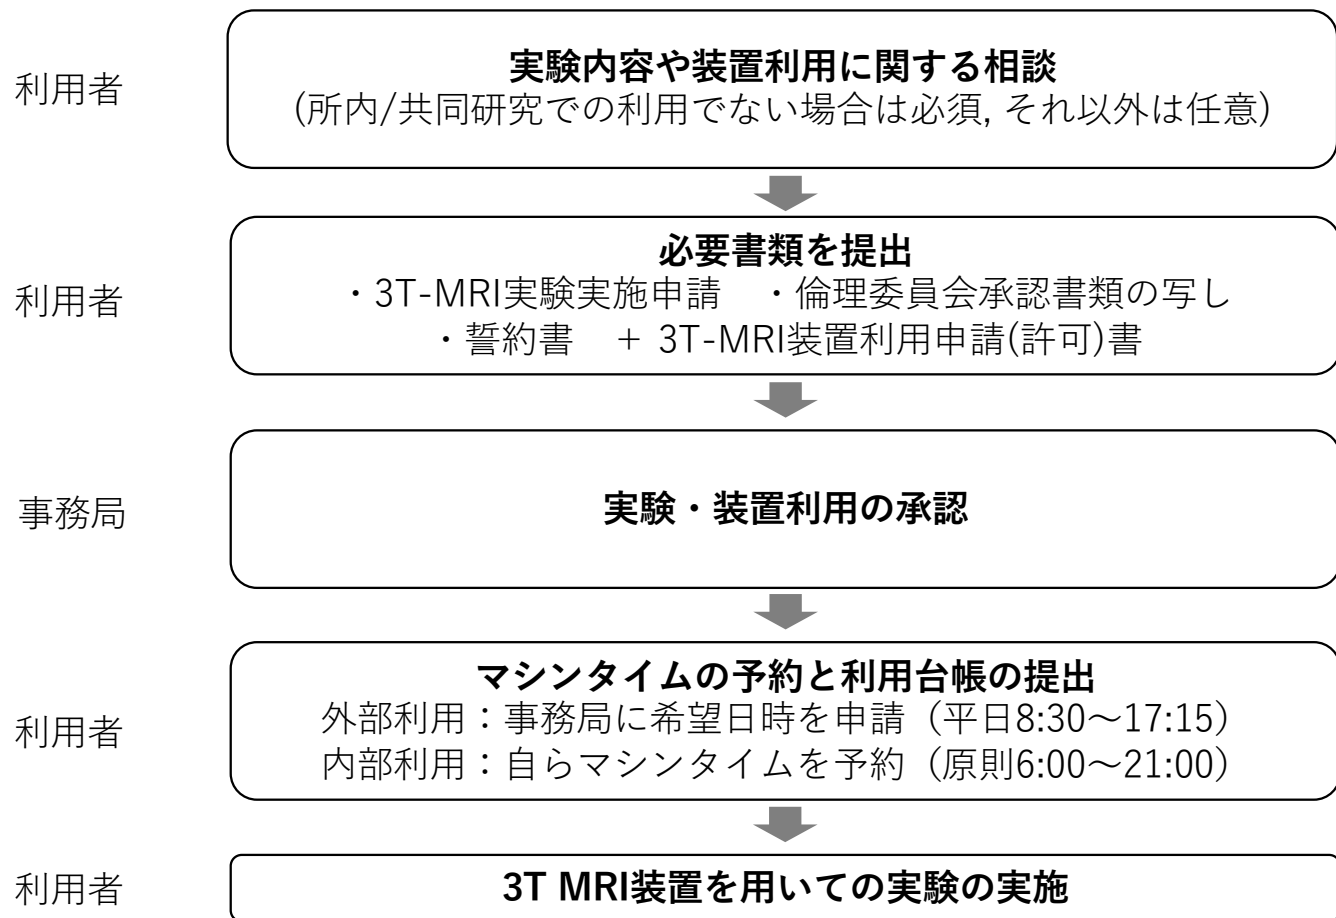 利用者
実験内容や装置利用に関する相談
(所内/共同研究での利用でない場合は必須, それ以外は任意)
利用者
必要書類を提出
・3T-MRI実験実施申請　・倫理委員会承認書類の写し
・誓約書　+ 3T-MRI装置利用申請(許可)書
事務局
実験・装置利用の承認
利用者
マシンタイムの予約と利用台帳の提出
外部利用：事務局に希望日時を申請（平日8:30～17:15）
内部利用：自らマシンタイムを予約（原則6:00～21:00）
利用者
3T MRI装置を用いての実験の実施